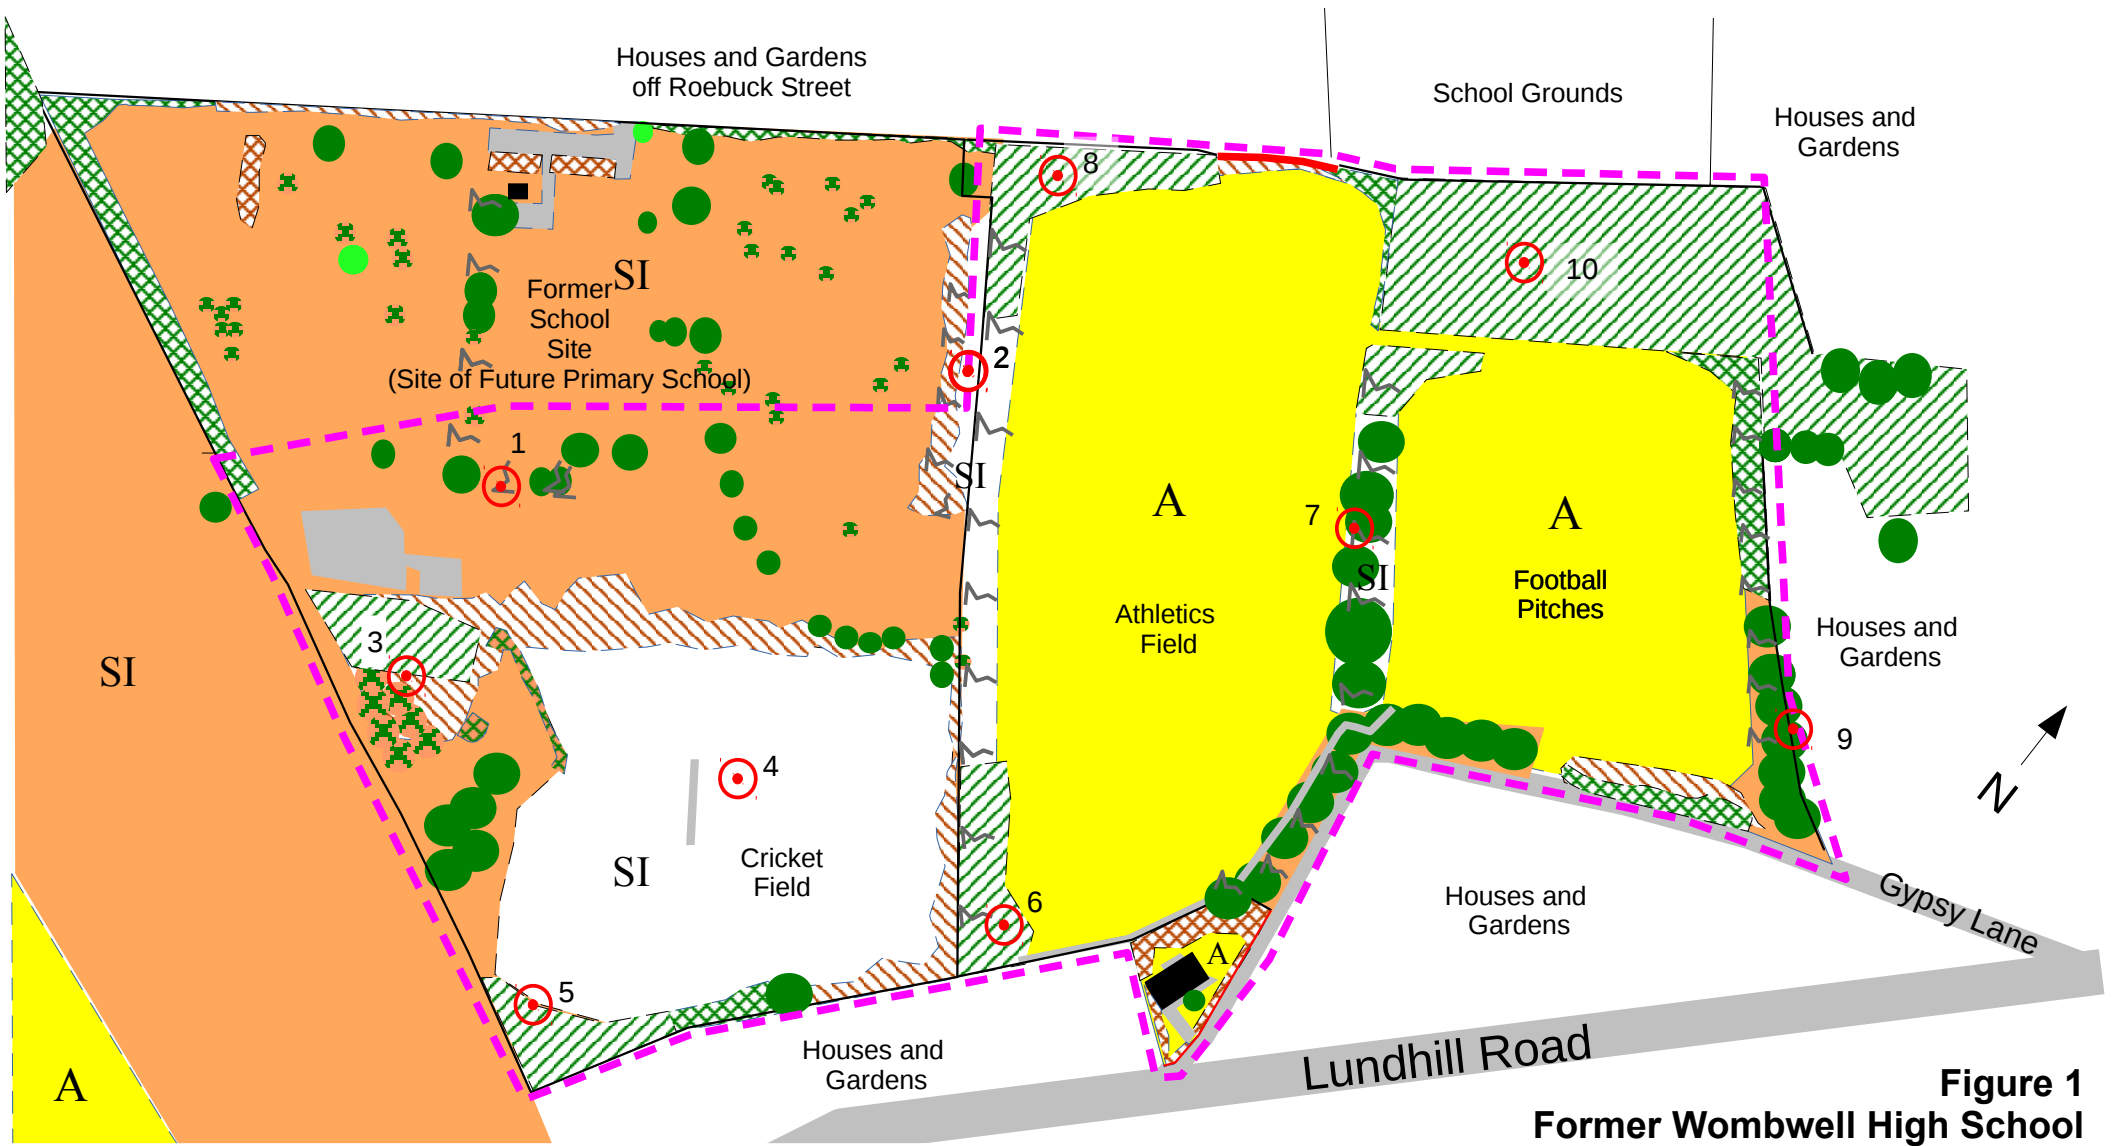 Houses and Gardens
off Roebuck Street
School Grounds
Houses and
Gardens
8
10
SI
Former
School
Site
(Site of Future Primary School)
2
1
SI
A
7
A
SI
Football
Pitches
Athletics
Field
Houses and
Gardens
3
SI
9
N
4
SI
Cricket
Field
6
A
Houses and
Gardens
Gypsy Lane
5
Houses and
Gardens
Lundhill Road
A
Figure 1
Former Wombwell High School